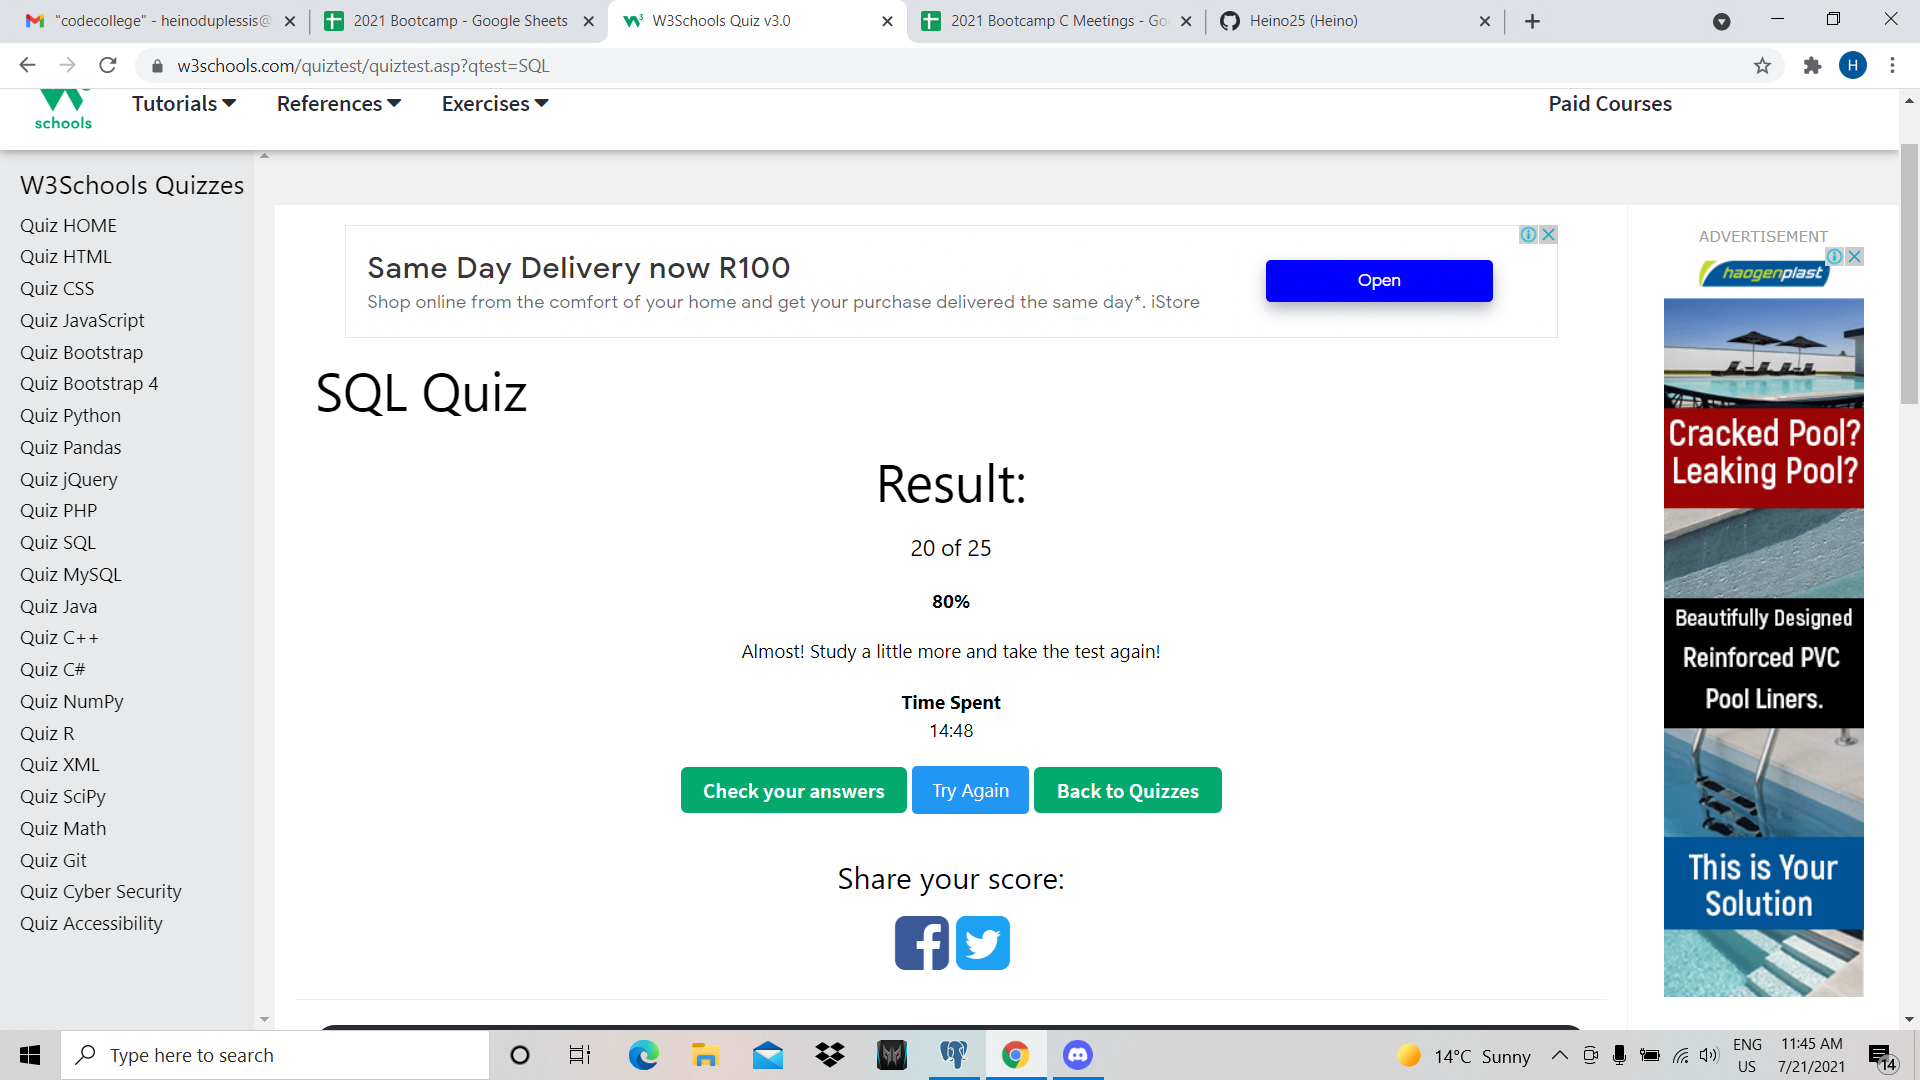 "codecollege" - heinoduplessis@
2021 Bootcamp - Google Sheets
W3Schools Quiz v3.0
2021 Bootcamp C Meetings - Go
Heino25 (Heino)
w3schools.com/quiztest/quiztest.asp?qtest=SQL
H
schools
Tutorials
References
Exercises
Paid Courses
W3Schools Quizzes
Quiz HOME
Quiz HTML
Quiz CSS
Quiz JavaScript
Quiz Bootstrap
Quiz Bootstrap 4
Quiz Python
Quiz Pandas
Quiz jQuery
Quiz PHP
Quiz SQL
Quiz MySQL
Quiz Java
Quiz C++
Quiz C#
Quiz NumPy
Quiz R
Quiz XML
Quiz SciPy
Quiz Math
Quiz Git
Quiz Cyber Security
Quiz Accessibility
Same Day Delivery now R100
Shop online from the comfort of your home and get your purchase delivered the same day*. iStore
Open
SQL Quiz
Result:
20 of 25
80%
Almost! Study a little more and take the test again!
Time Spent
14:48
Check your answers
Try Again
Back to Quizzes
Share your score:
ADVERTISEMENT
haogenplast
Cracked Pool?
Leaking Pool?
Beautifully Designed
Reinforced PVC
Pool Liners.
This is Your
Solution
Type here to search
14°C Sunny
ENG
US
11:45 AM
7/21/2021
14